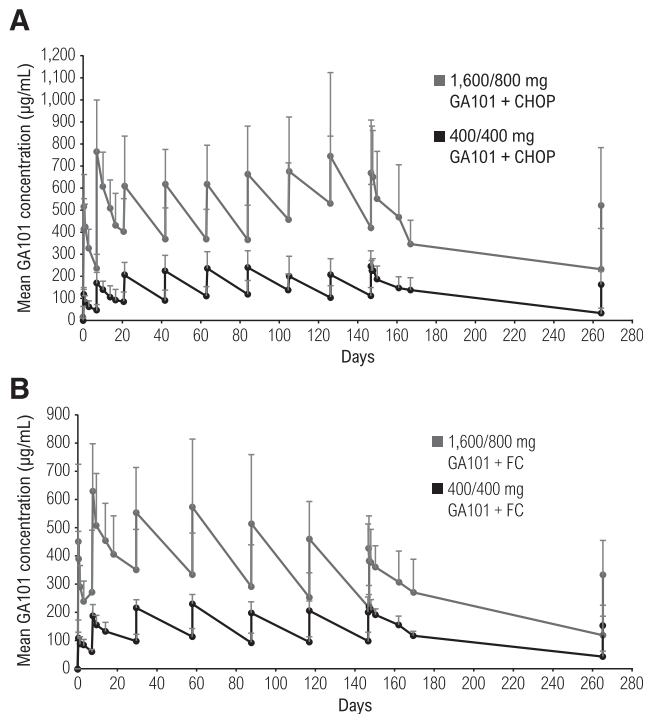 A
Mean GA101 concentration (µg/mL)
1,200
1,100
1,000
900
800
700
600
500
400
300
200
100
0
0 20 40 60 80 100 120 140 160 180 200 220 240 260 280
Days
1,600/800 mg
GA101 + CHOP
400/400 mg
GA101 + CHOP
B
Mean GA101 concentration (µg/mL)
900
800
700
600
500
400
300
200
100
0
0 20 40 60 80 100 120 140 160 180 200 220 240 260 280
Days
1,600/800 mg
GA101 + FC
400/400 mg
GA101 + FC